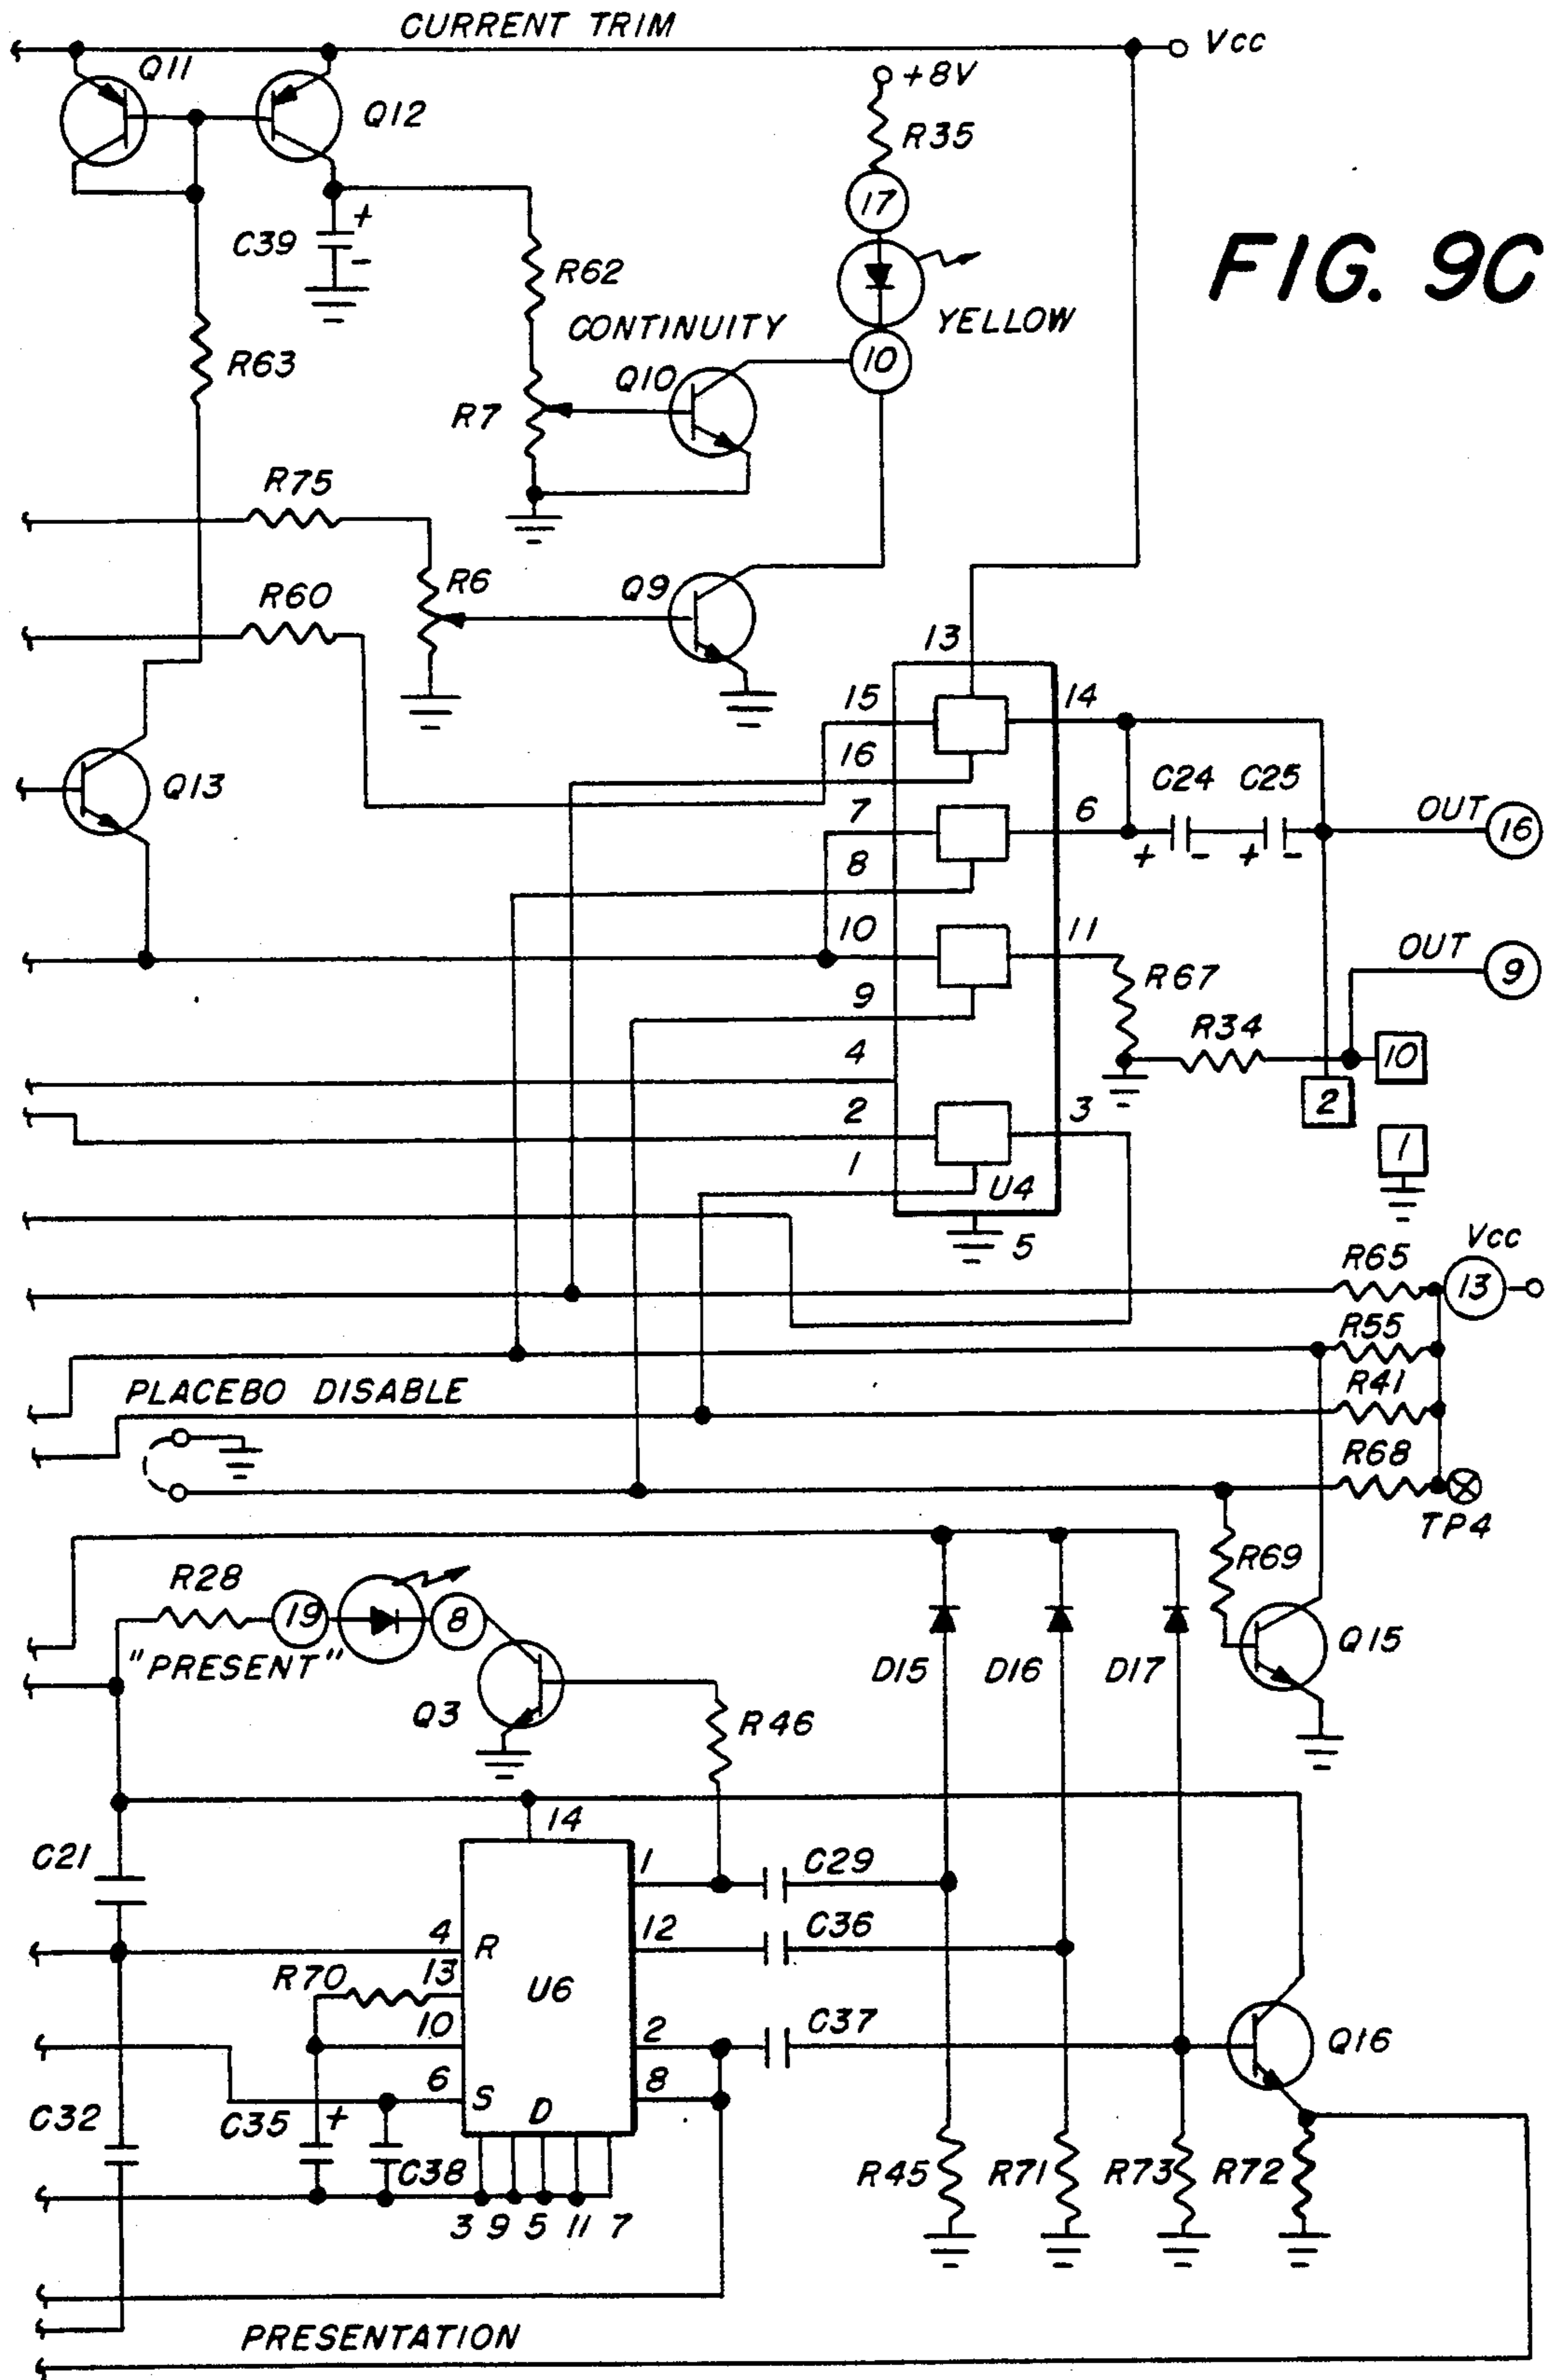 CURRENT TRIM
Vcc
Q11
Q12
+8V
R35
17
FIG. 9C
C39
+
-
R62
CONTINUITY
YELLOW
R63
Q10
10
R7
R75
R6
R60
Q9
13
15
14
16
Q13
C24
C25
7
6
OUT
16
+
-
+
-
8
10
11
OUT
9
R67
9
R34
10
4
2
2
3
1
1
U4
5
Vcc
R65
13
R55
PLACEBO DISABLE
R41
R68
TP4
R28
R69
19
8
Q15
"PRESENT"
D15
D16
D17
Q3
R46
14
C21
1
C29
4
R
12
C36
R70
13
U6
10
2
C37
Q16
6
S
8
C32
C35
+
D
C38
R45
R71
R73
R72
3 9 5 11 7
PRESENTATION